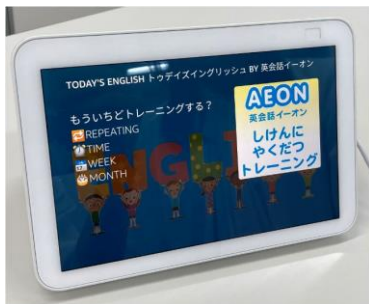 TODAY'S ENGLISH トゥデイズイングリッシュ BY 英会話イーオン
もういちどトレーニングする？
REPEATING
TIME
WEEK
MONTH
AEON
英会話イーオン
しけんに
やくだつ
トレーニング
ENGLI